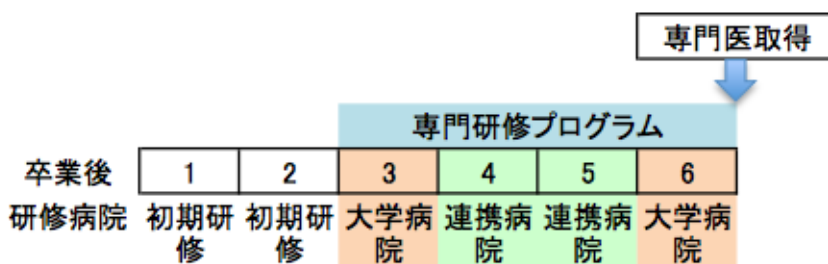 専門医取得
専門研修プログラム
卒業後 1 2 3 4 5 6
研修病院 初期研 初期研 大学病 連携病 連携病 大学病
修 修 院 院 院 院